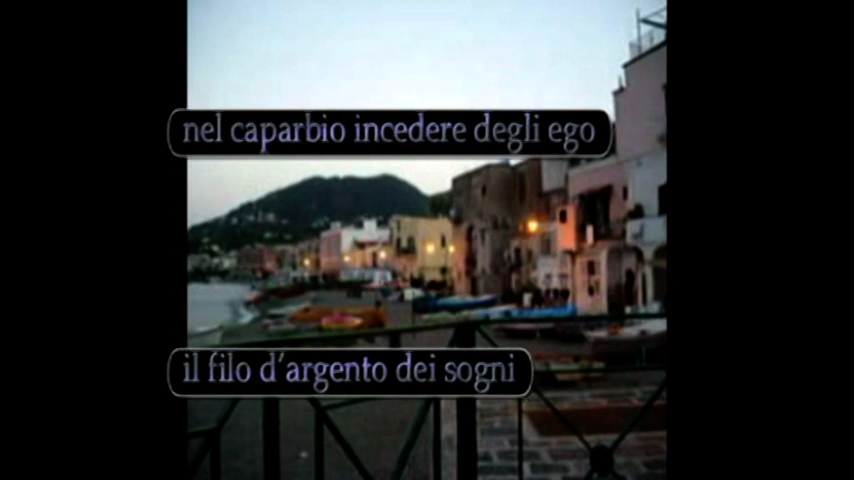 nel caparbio incedere degli ego
il filo d'argento dei sogni